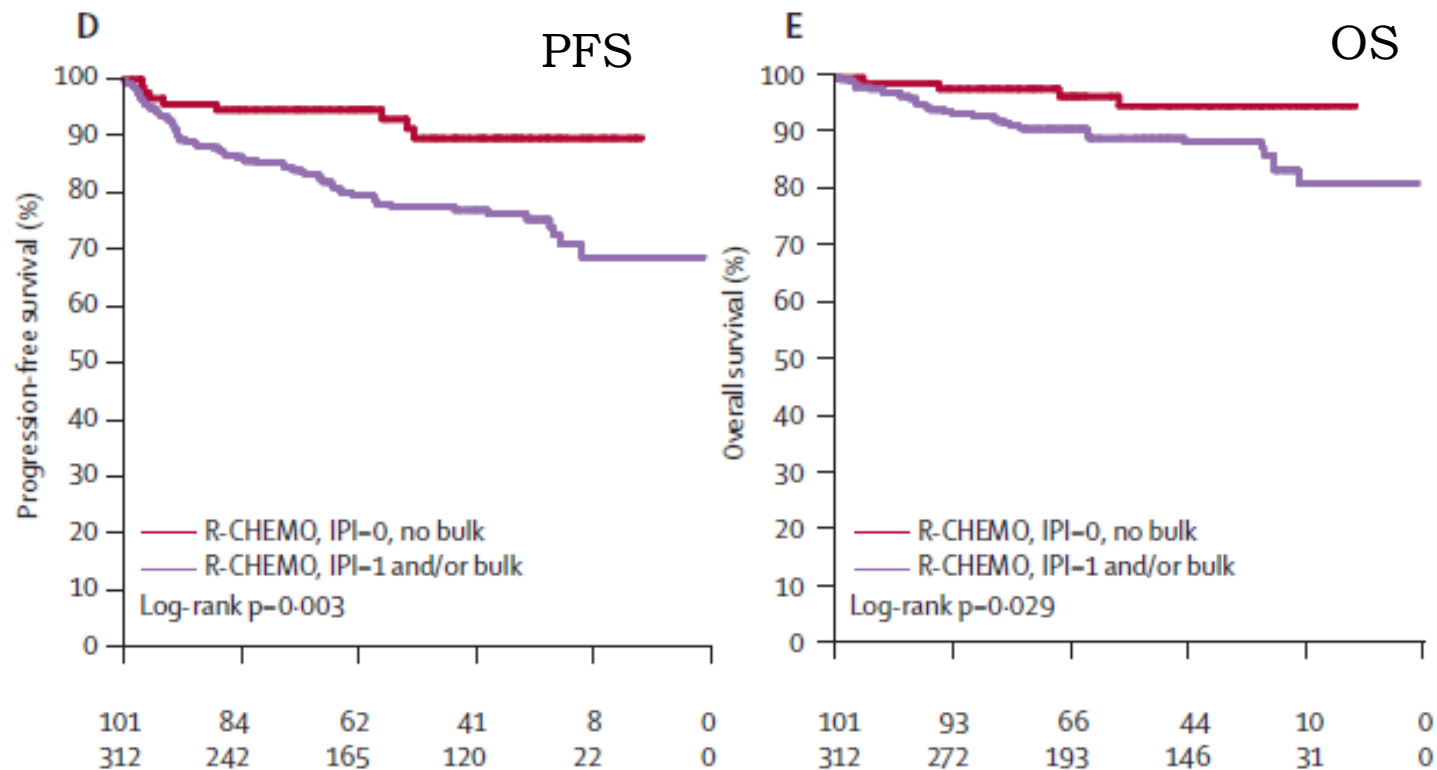 D
PFS
100
90
80
70
60
50
40
30
20
10
0
Progression-free survival (%)
R-CHEMO, IPI=0, no bulk
R-CHEMO, IPI=1 and/or bulk
Log-rank p=0·003
101 84 62 41 8 0
312 242 165 120 22 0
E
OS
100
90
80
70
60
50
40
30
20
10
0
Overall survival (%)
R-CHEMO, IPI=0, no bulk
R-CHEMO, IPI=1 and/or bulk
Log-rank p=0·029
101 93 66 44 10 0
312 272 193 146 31 0